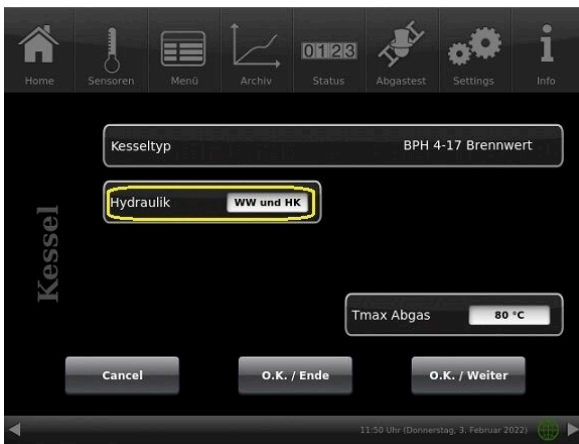 Home Sensoren Menü Archiv 0123 Status Abgastest Settings Info
Kesseltyp BPH 4-17 Brennwert
Hydraulik WW und HK
Kessel
Tmax Abgas 80 °C
Cancel O.K. / Ende O.K. / Weiter
11:50 Uhr (Donnerstag, 3. Februar 2022)